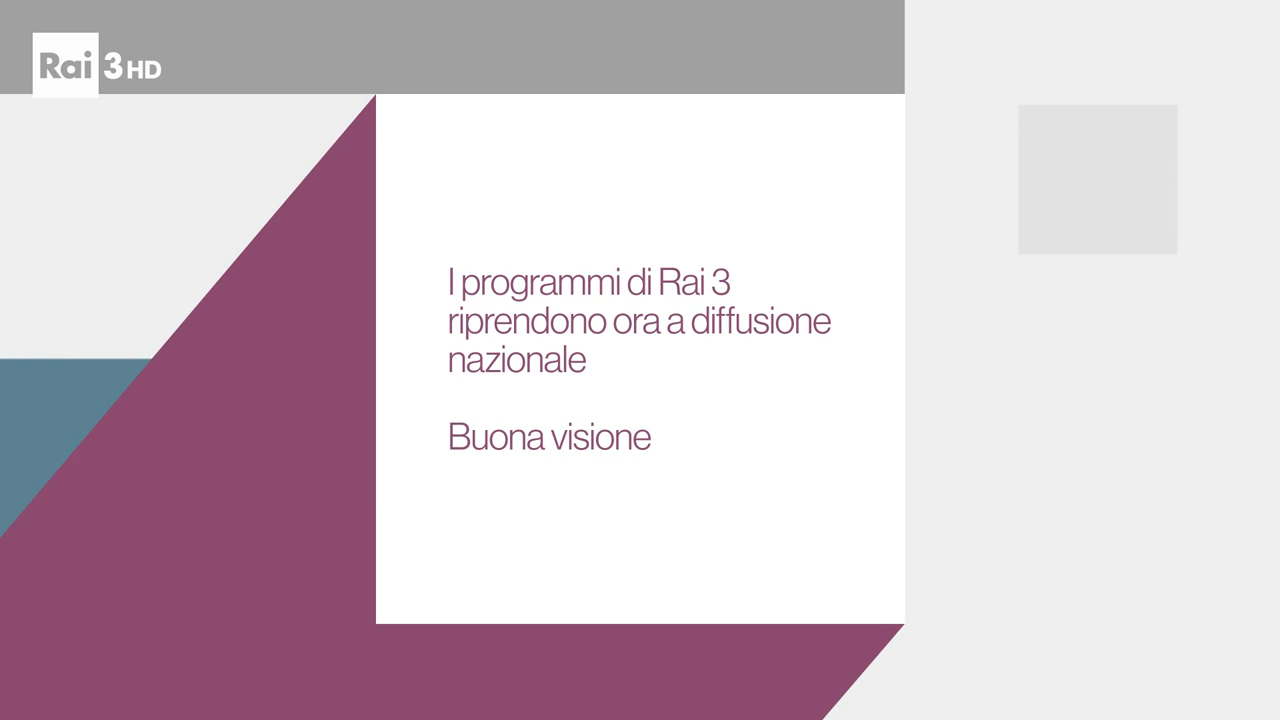 Rai 3 HD
I programmi di Rai 3
riprendono ora a diffusione
nazionale
Buona visione